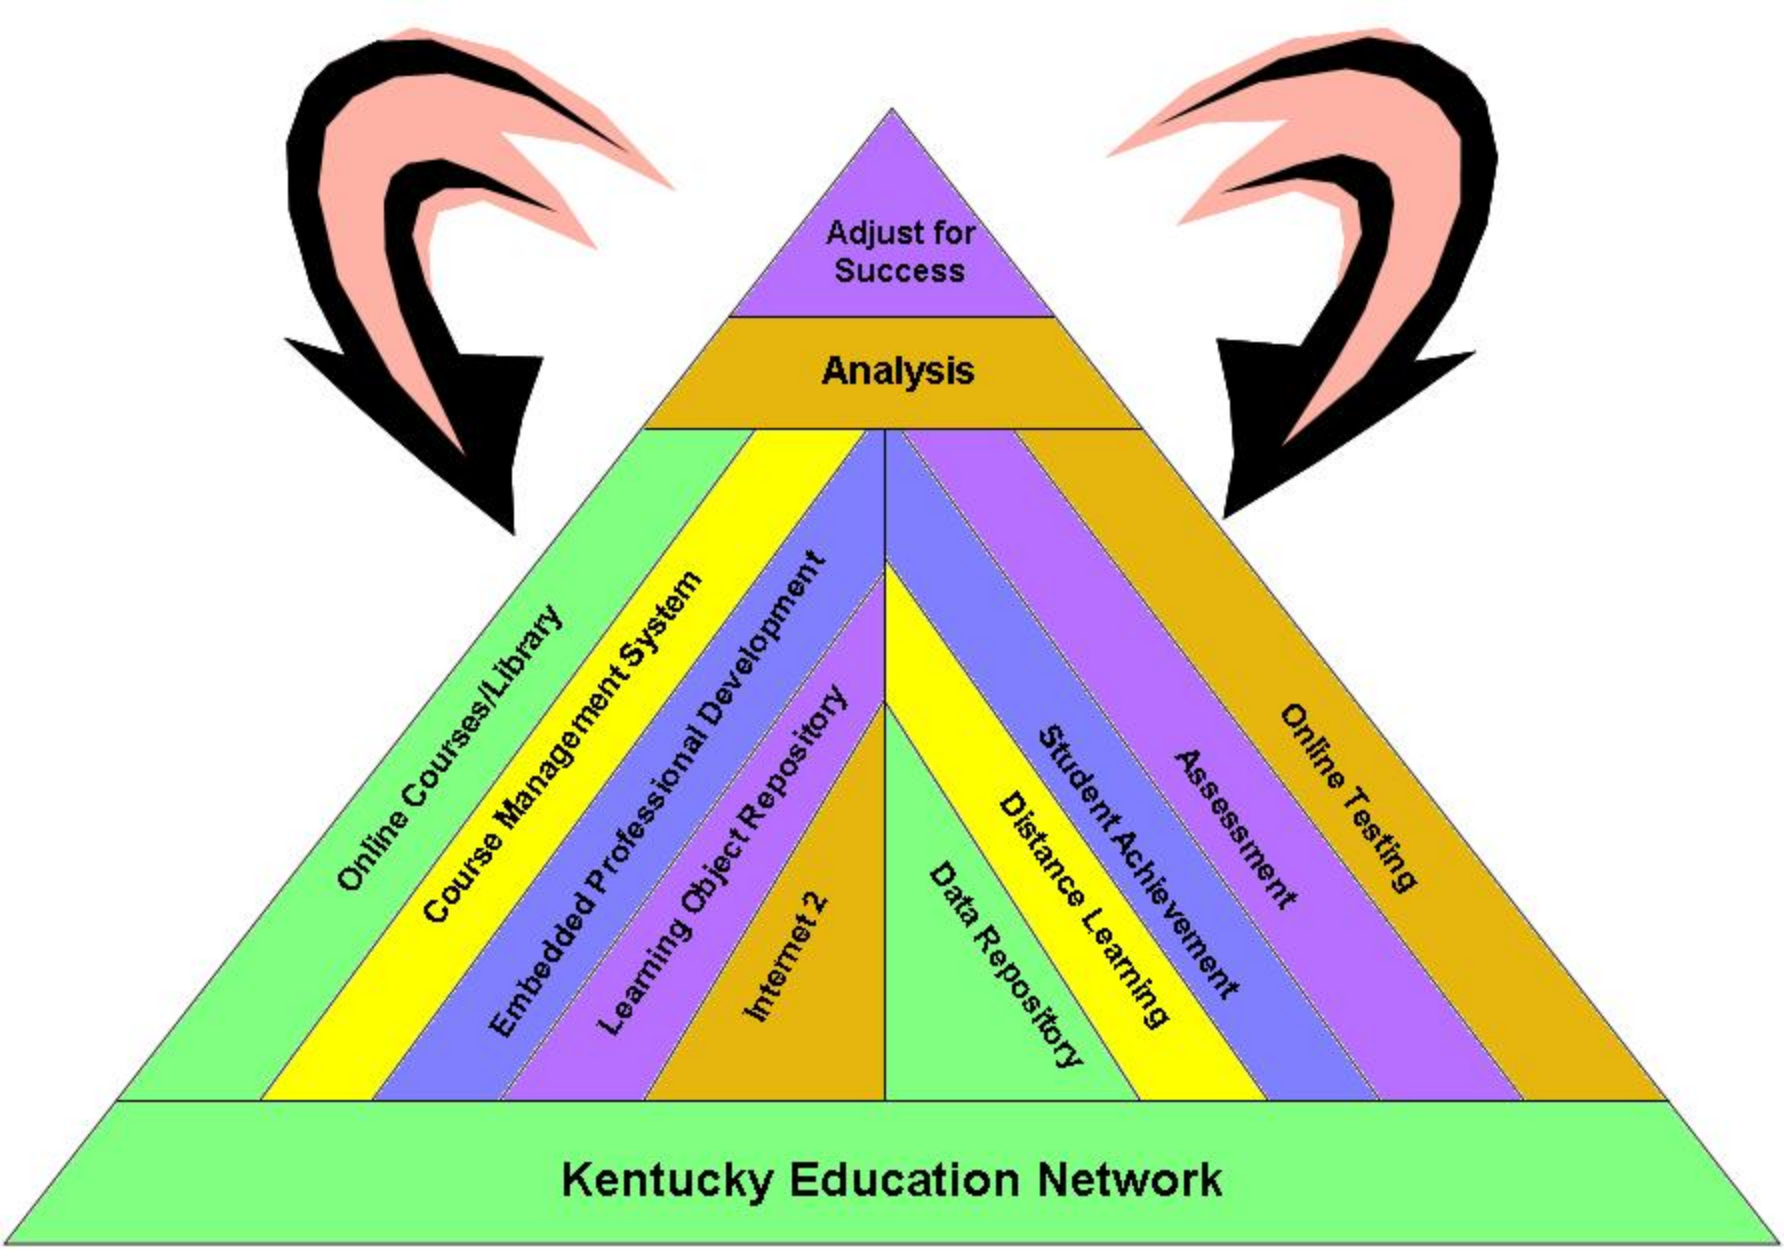 Adjust for
Success
Analysis
Online Courses/Library
Course Management System
Embedded Professional Development
Learning Object Repository
Internet 2
Data Repository
Distance Learning
Student Achievement
Assessment
Online Testing
Kentucky Education Network